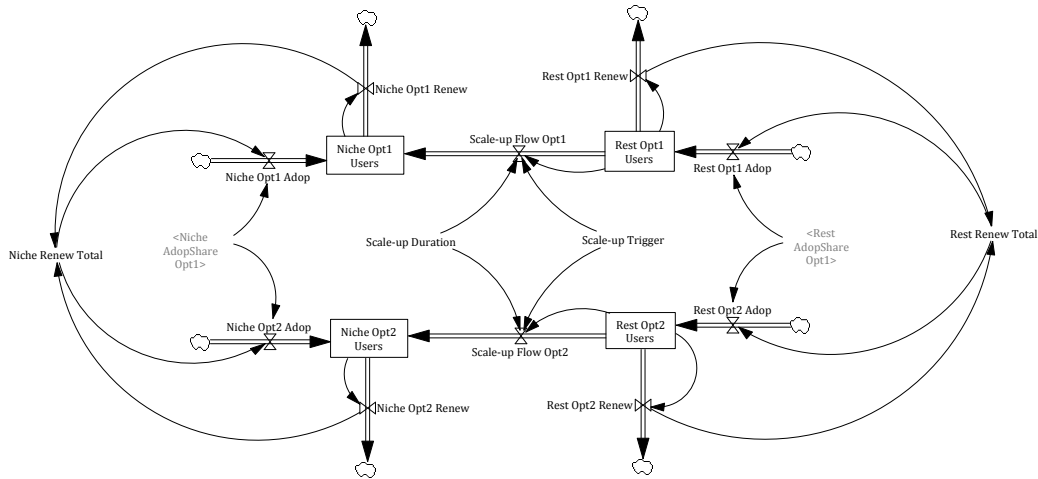 Rest Opt1 Renew
Niche Opt1 Renew
Scale-up Flow Opt1
Niche Opt1
Users
Rest Opt1
Users
Niche Opt1 Adop
Rest Opt1 Adop
<Niche
AdopShare
Opt1>
Scale-up Duration
Scale-up Trigger
<Rest
AdopShare
Opt1>
Niche Renew Total
Rest Renew Total
Niche Opt2 Adop
Rest Opt2 Adop
Niche Opt2
Users
Rest Opt2
Users
Scale-up Flow Opt2
Niche Opt2 Renew
Rest Opt2 Renew